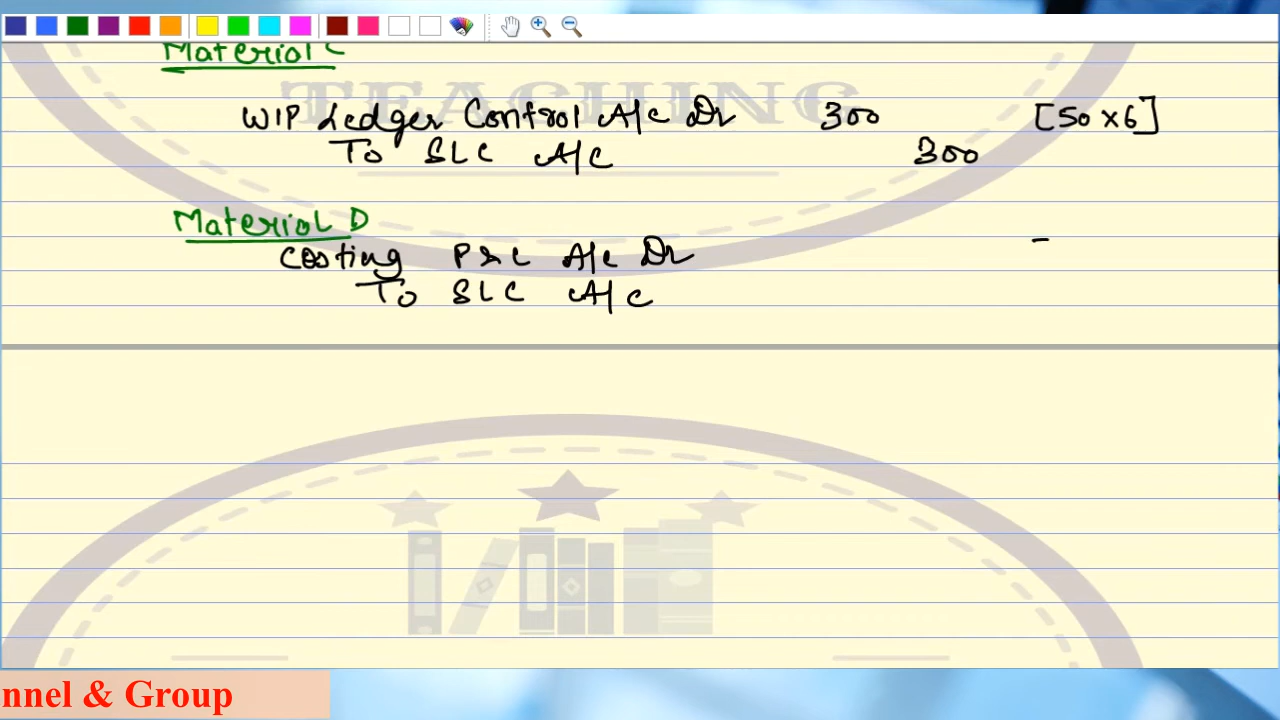 Material C
TEACHING
WIP Ledger Control A/c Dr 300 [50 x 6]
To SLC A/C 300
Material D
Costing P&L A/c Dr
To SLC A/C
nnel & Group